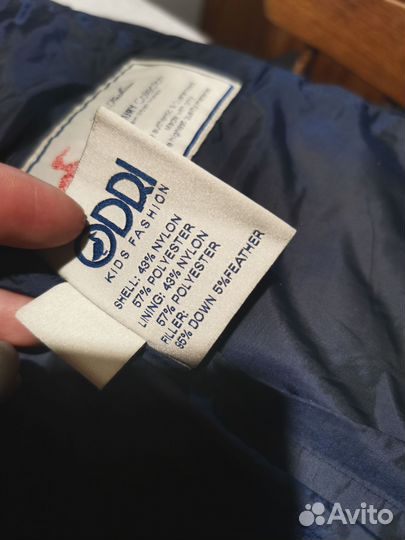 ODDI
KIDS FASHION
SHELL: 43% NYLON
57% POLYESTER
LINING: 43% NYLON
57% POLYESTER
FILLER:
95% DOWN 5%FEATHER
Avito